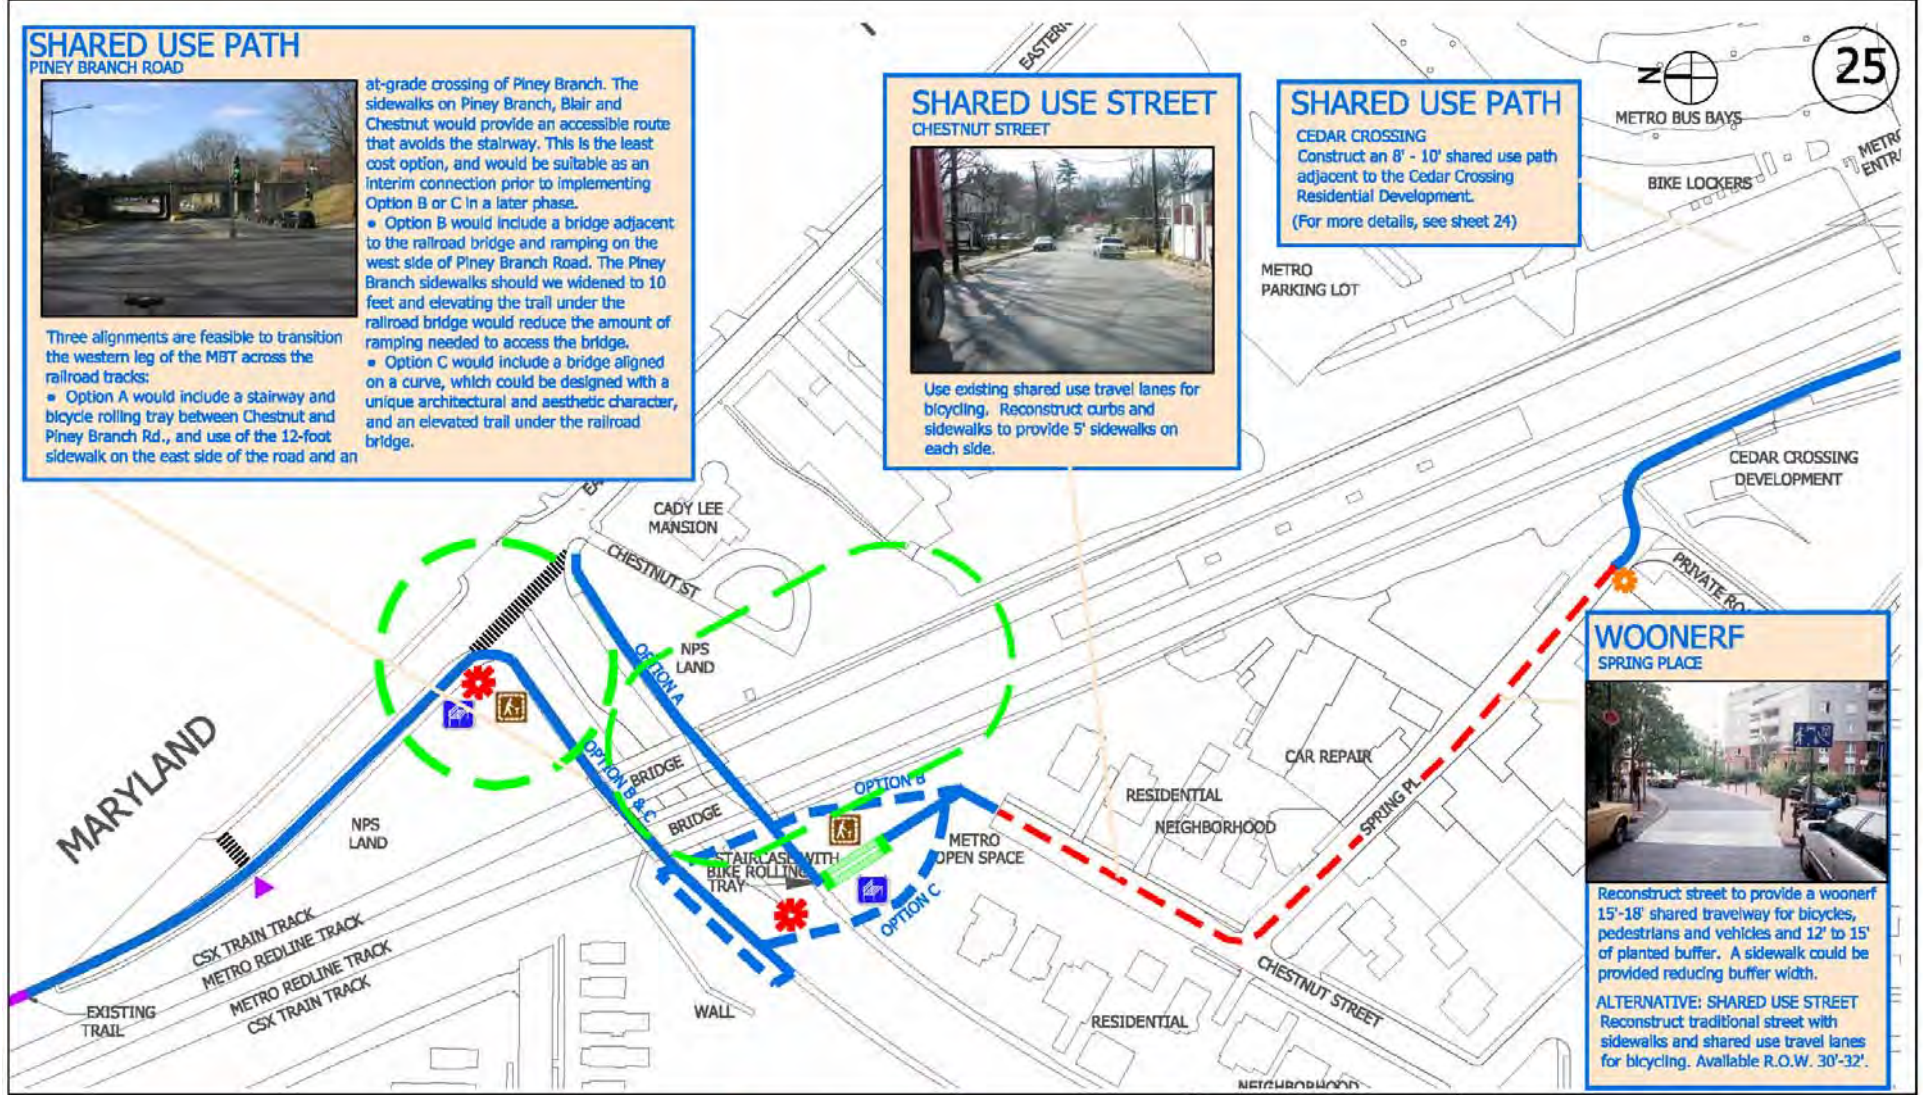 SHARED USE PATH
PINEY BRANCH ROAD
Three alignments are feasible to transition
the western leg of the MBT across the
railroad tracks:
• Option A would include a stairway and
bicycle rolling tray between Chestnut and
Piney Branch Rd., and use of the 12-foot
sidewalk on the east side of the road and an
at-grade crossing of Piney Branch. The
sidewalks on Piney Branch, Blair and
Chestnut would provide an accessible route
that avoids the stairway. This is the least
cost option, and would be suitable as an
interim connection prior to implementing
Option B or C in a later phase.
• Option B would include a bridge adjacent
to the railroad bridge and ramping on the
west side of Piney Branch Road. The Piney
Branch sidewalks should we widened to 10
feet and elevating the trail under the
railroad bridge would reduce the amount of
ramping needed to access the bridge.
• Option C would include a bridge aligned
on a curve, which could be designed with a
unique architectural and aesthetic character,
and an elevated trail under the railroad
bridge.
EASTERN
SHARED USE STREET
CHESTNUT STREET
Use existing shared use travel lanes for
bicycling. Reconstruct curbs and
sidewalks to provide 5' sidewalks on
each side.
SHARED USE PATH
CEDAR CROSSING
Construct an 8' - 10' shared use path
adjacent to the Cedar Crossing
Residential Development.
(For more details, see sheet 24)
N
25
METRO BUS BAYS
METRO
ENTRA
BIKE LOCKERS
METRO
PARKING LOT
CEDAR CROSSING
DEVELOPMENT
EA
CADY LEE
MANSION
CHESTNUT ST
PRIVATE RO
NPS
LAND
OPTION A
OPTION B & C
BRIDGE
BRIDGE
OPTION B
STAIRCASE WITH
BIKE ROLLING
TRAY
OPTION C
METRO
OPEN SPACE
RESIDENTIAL
NEIGHBORHOOD
CAR REPAIR
SPRING PL
MARYLAND
NPS
LAND
CSX TRAIN TRACK
METRO REDLINE TRACK
METRO REDLINE TRACK
CSX TRAIN TRACK
EXISTING
TRAIL
WALL
CHESTNUT STREET
RESIDENTIAL
NEIGHBORHOOD
WOONERF
SPRING PLACE
Reconstruct street to provide a woonerf
15'-18' shared travelway for bicycles,
pedestrians and vehicles and 12' to 15'
of planted buffer. A sidewalk could be
provided reducing buffer width.
ALTERNATIVE: SHARED USE STREET
Reconstruct traditional street with
sidewalks and shared use travel lanes
for bicycling. Available R.O.W. 30'-32'.